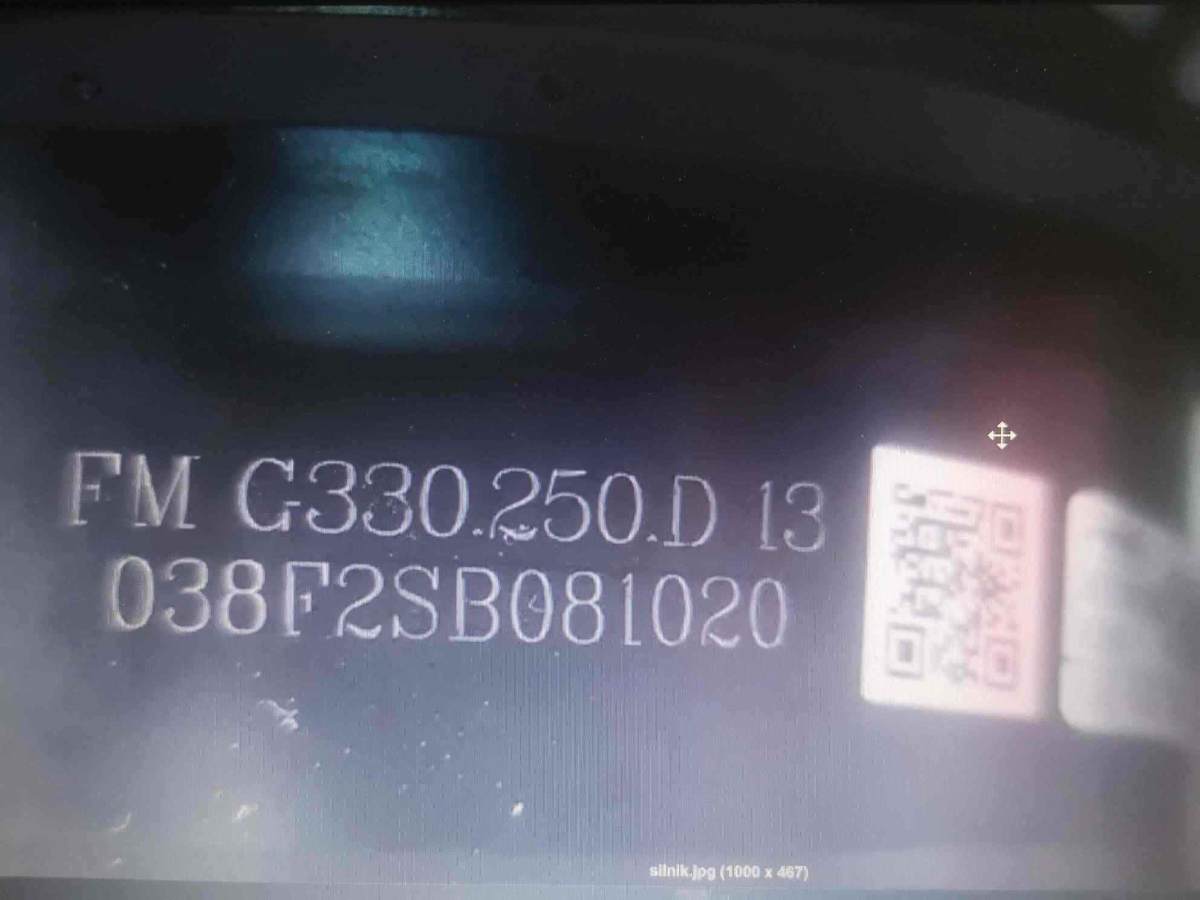 FM G330.250.D 13
038F2SB081020
silnik.jpg (1000 x 467)